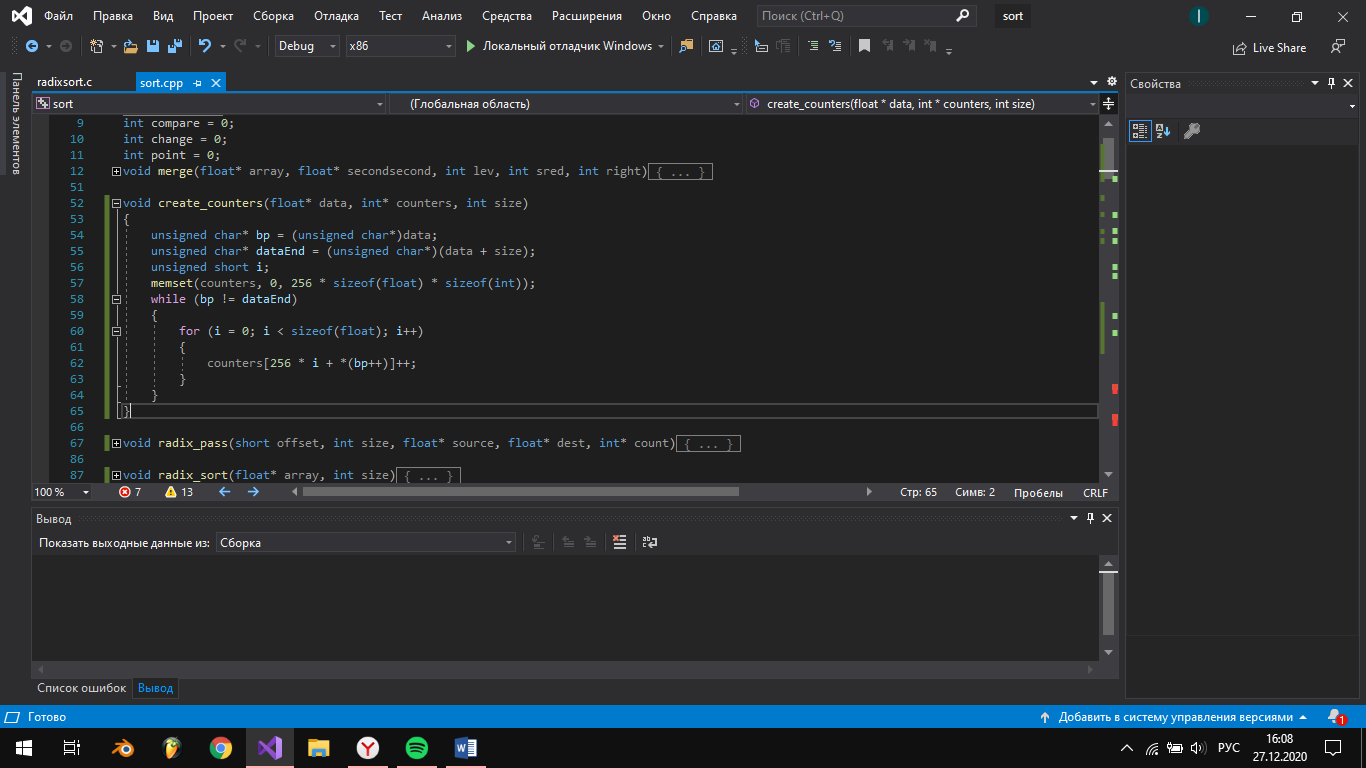 Файл Правка Вид Проект Сборка Отладка Тест Анализ Средства Расширения Окно Справка Поиск (Ctrl+Q) sort I
Debug x86 Локальный отладчик Windows Live Share
Панель элементов
radixsort.c sort.cpp
sort (Глобальная область) create_counters(float * data, int * counters, int size)
9 int compare = 0;
10 int change = 0;
11 int point = 0;
12 void merge(float* array, float* secondsecond, int lev, int sred, int right) { ... }
51
52 void create_counters(float* data, int* counters, int size)
53 {
54 unsigned char* bp = (unsigned char*)data;
55 unsigned char* dataEnd = (unsigned char*)(data + size);
56 unsigned short i;
57 memset(counters, 0, 256 * sizeof(float) * sizeof(int));
58 while (bp != dataEnd)
59 {
60 for (i = 0; i < sizeof(float); i++)
61 {
62 counters[256 * i + *(bp++)]++;
63 }
64 }
65 }
66
67 void radix_pass(short offset, int size, float* source, float* dest, int* count) { ... }
86
87 void radix_sort(float* array, int size) { ... }
100 % 7 13 Стр: 65 Симв: 2 Пробелы CRLF
Вывод
Показать выходные данные из: Сборка
Список ошибок Вывод
Свойства
Готово Добавить в систему управления версиями 1
РУС 16:08
27.12.2020